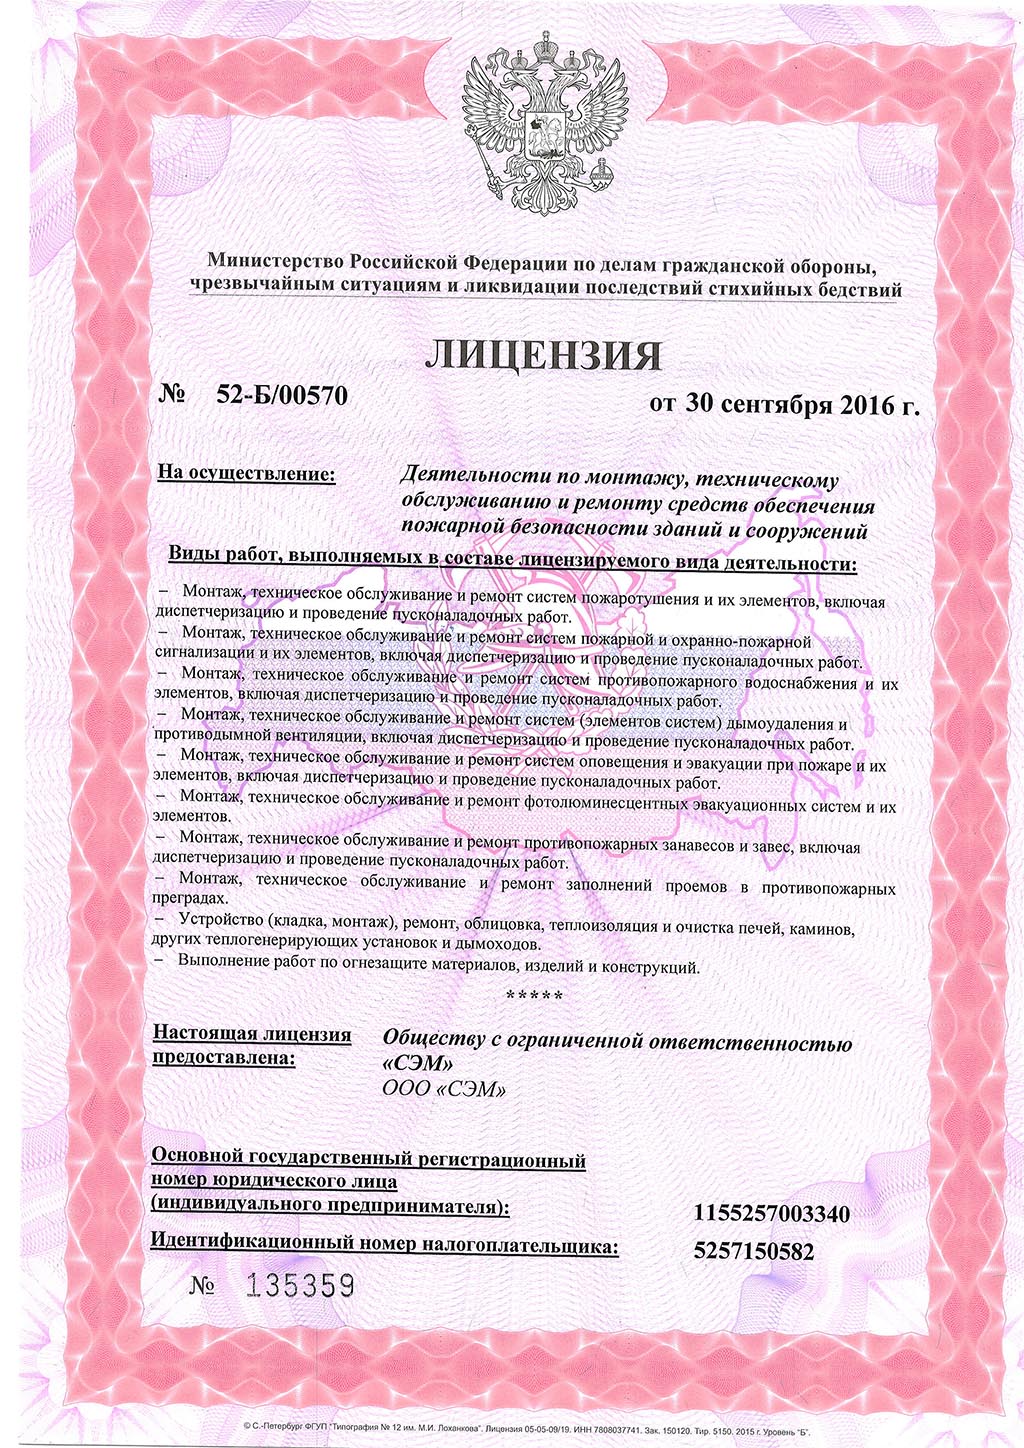 Министерство Российской Федерации по делам гражданской обороны,
чрезвычайным ситуациям и ликвидации последствий стихийных бедствий
ЛИЦЕНЗИЯ
№ 52-Б/00570
от 30 сентября 2016 г.
На осуществление: Деятельности по монтажу, техническому
обслуживанию и ремонту средств обеспечения
пожарной безопасности зданий и сооружений
Виды работ, выполняемых в составе лицензируемого вида деятельности:
– Монтаж, техническое обслуживание и ремонт систем пожаротушения и их элементов, включая
диспетчеризацию и проведение пусконаладочных работ.
– Монтаж, техническое обслуживание и ремонт систем пожарной и охранно-пожарной
сигнализации и их элементов, включая диспетчеризацию и проведение пусконаладочных работ.
– Монтаж, техническое обслуживание и ремонт систем противопожарного водоснабжения и их
элементов, включая диспетчеризацию и проведение пусконаладочных работ.
– Монтаж, техническое обслуживание и ремонт систем (элементов систем) дымоудаления и
противодымной вентиляции, включая диспетчеризацию и проведение пусконаладочных работ.
– Монтаж, техническое обслуживание и ремонт систем оповещения и эвакуации при пожаре и их
элементов, включая диспетчеризацию и проведение пусконаладочных работ.
– Монтаж, техническое обслуживание и ремонт фотолюминесцентных эвакуационных систем и их
элементов.
– Монтаж, техническое обслуживание и ремонт противопожарных занавесов и завес, включая
диспетчеризацию и проведение пусконаладочных работ.
– Монтаж, техническое обслуживание и ремонт заполнений проемов в противопожарных
преградах.
– Устройство (кладка, монтаж), ремонт, облицовка, теплоизоляция и очистка печей, каминов,
других теплогенерирующих установок и дымоходов.
– Выполнение работ по огнезащите материалов, изделий и конструкций.
*****
Настоящая лицензия Обществу с ограниченной ответственностью
предоставлена: «СЭМ»
ООО «СЭМ»
Основной государственный регистрационный
номер юридического лица
(индивидуального предпринимателя): 1155257003340
Идентификационный номер налогоплательщика: 5257150582
№ 135359
© С.-Петербург ФГУП "Типография № 12 им. М.И. Лоханкова". Лицензия 05-05-09/19. ИНН 7808037741. Зак. 150120. Тир. 5150. 2015 г. Уровень "Б".